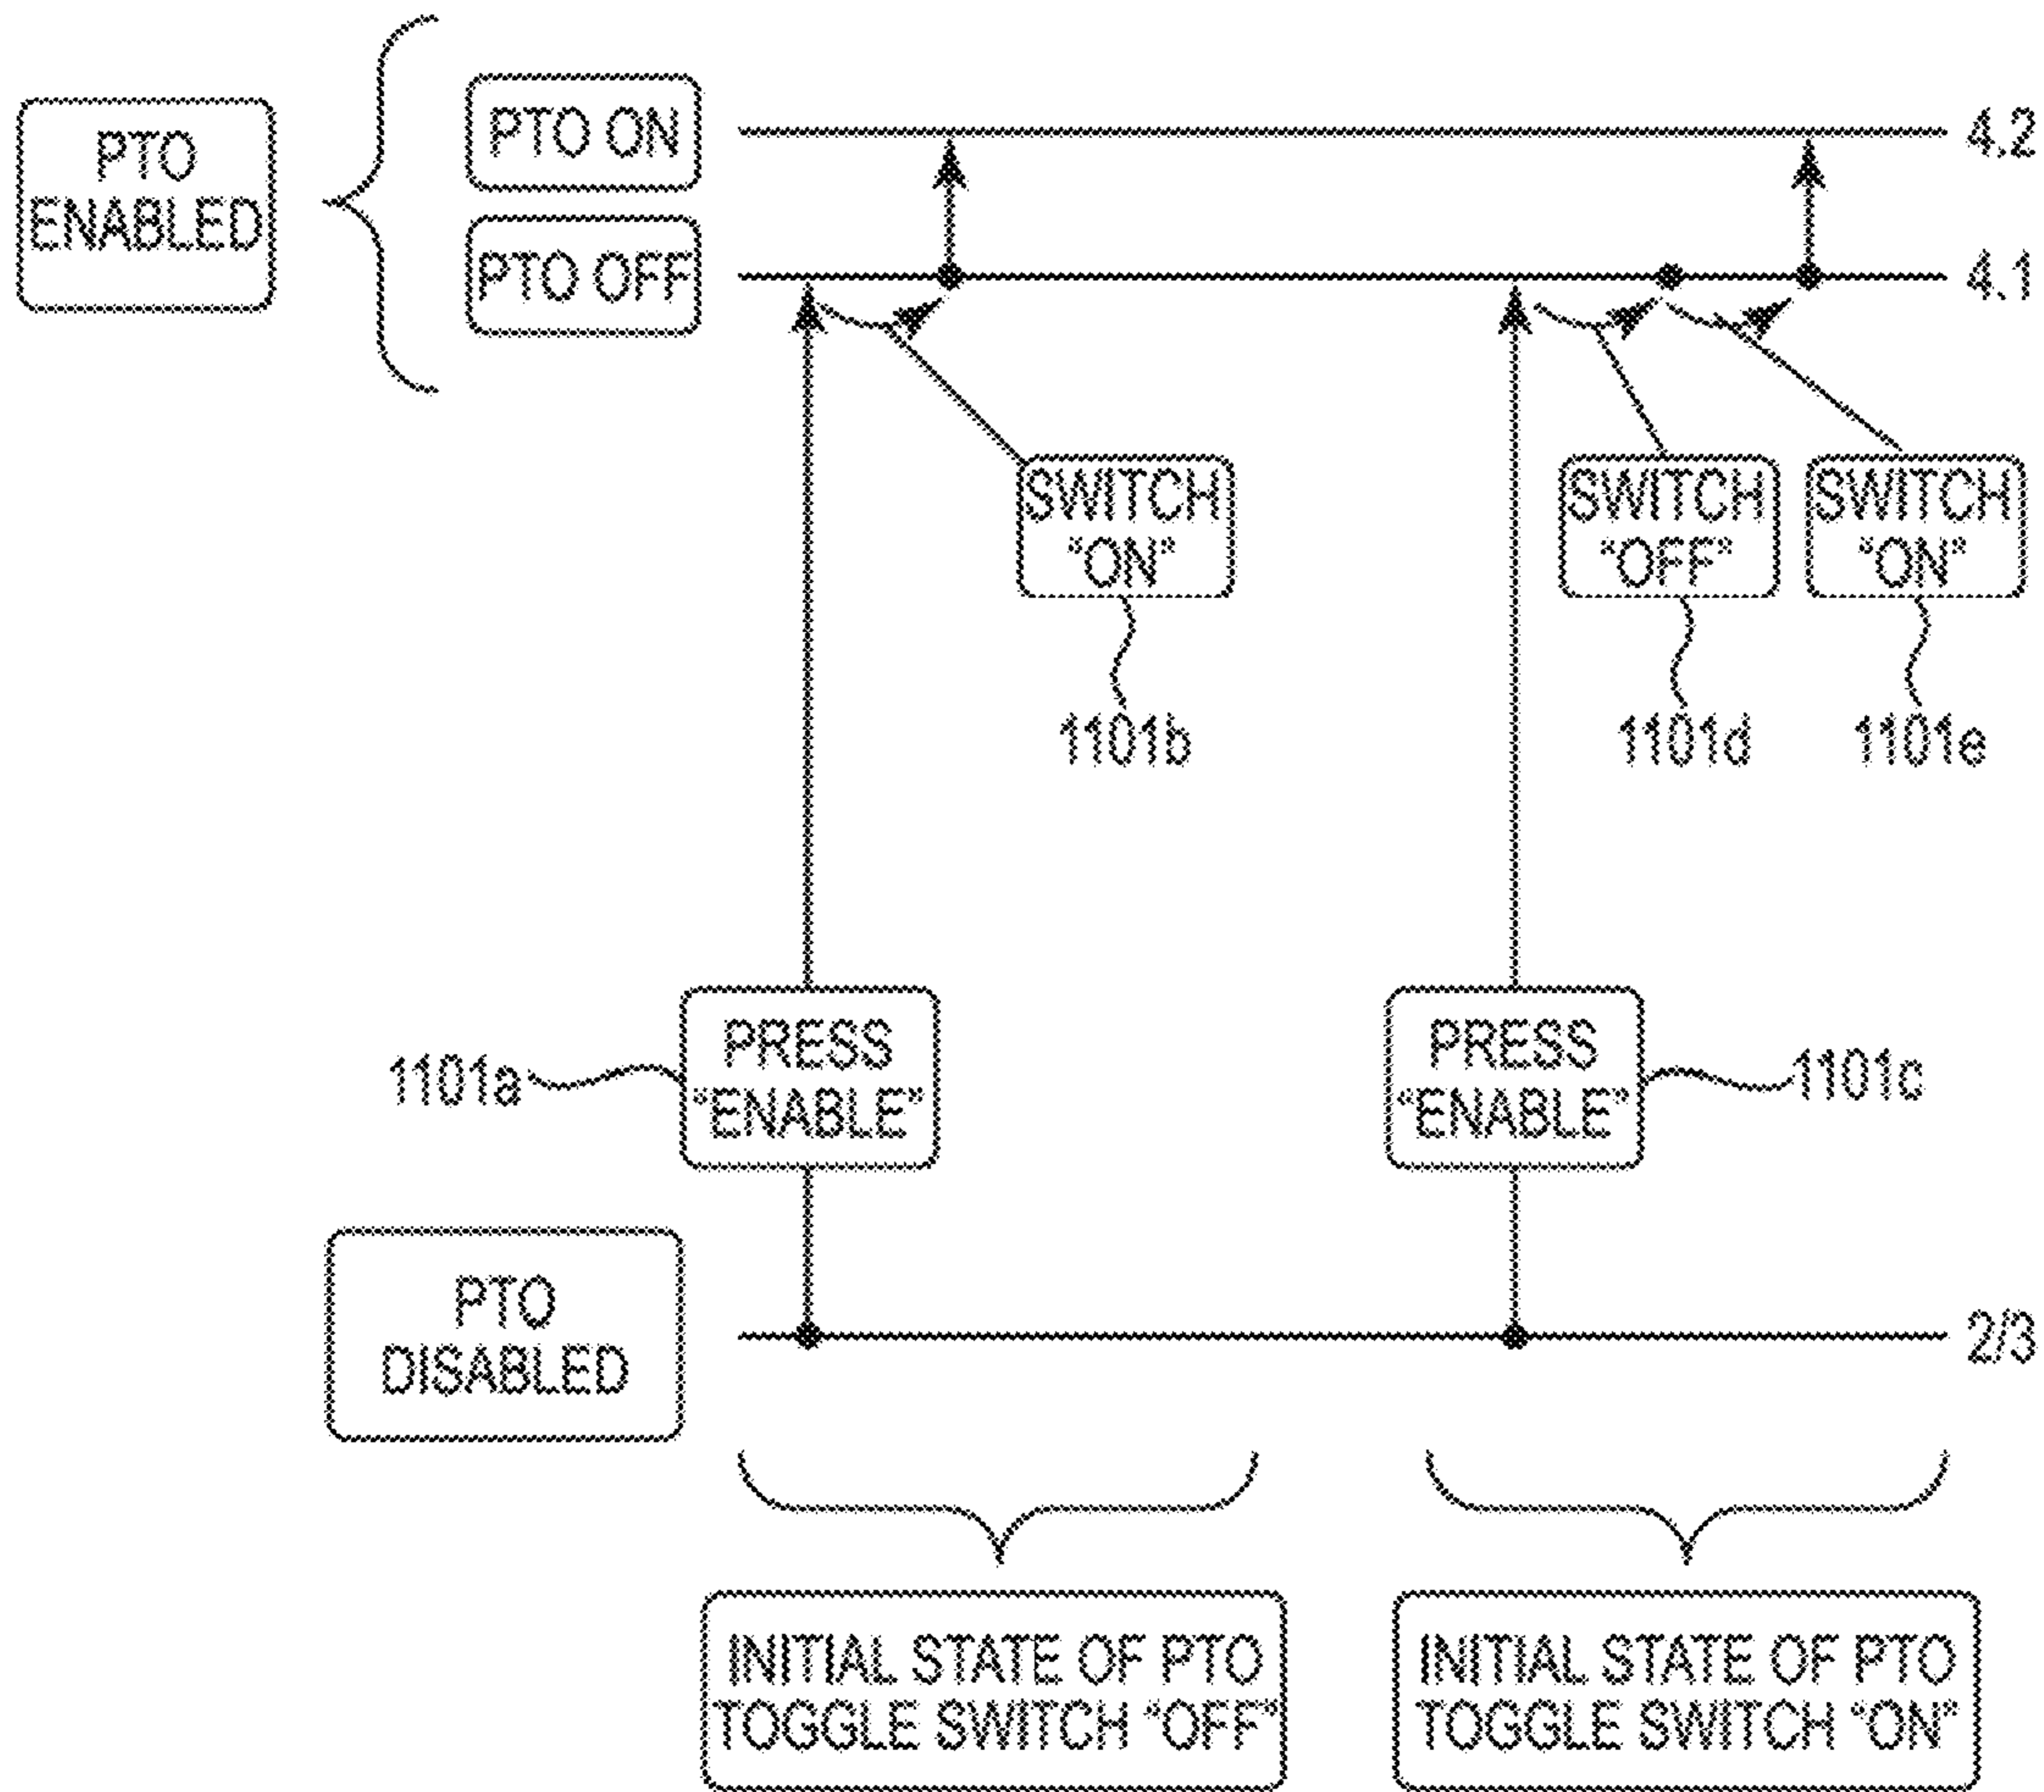 PTO
ENABLED
PTO ON
4.2
PTO OFF
4.1
SWITCH
"ON"
SWITCH
"OFF"
SWITCH
"ON"
1101b
1101d
1101e
1101a
PRESS
"ENABLE"
PRESS
"ENABLE"
1101c
PTO
DISABLED
2/3
INITIAL STATE OF PTO
TOGGLE SWITCH "OFF"
INITIAL STATE OF PTO
TOGGLE SWITCH "ON"